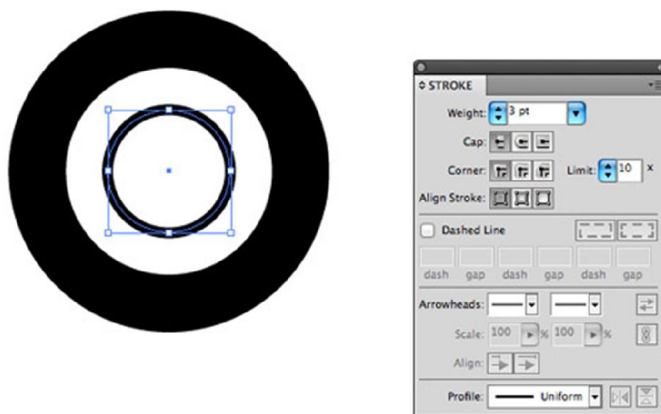 STROKE
Weight: 3 pt
Cap:
Corner: Limit: 10 x
Align Stroke:
Dashed Line
dash gap dash gap dash gap
Arrowheads:
Scale: 100 % 100 %
Align:
Profile: Uniform